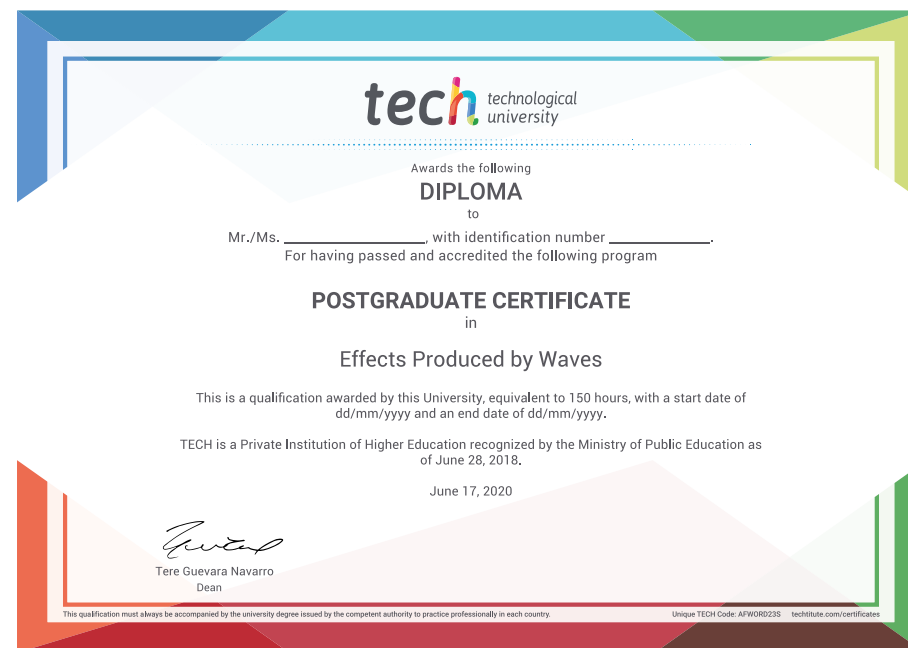 tech technological
university
Awards the following
DIPLOMA
to
Mr./Ms. ____________, with identification number ____________.
For having passed and accredited the following program
POSTGRADUATE CERTIFICATE
in
Effects Produced by Waves
This is a qualification awarded by this University, equivalent to 150 hours, with a start date of
dd/mm/yyyy and an end date of dd/mm/yyyy.
TECH is a Private Institution of Higher Education recognized by the Ministry of Public Education as
of June 28, 2018.
June 17, 2020
Tere Guevara Navarro
Dean
This qualification must always be accompanied by the university degree issued by the competent authority to practice professionally in each country. Unique TECH Code: AFWORD23S techtitute.com/certificates